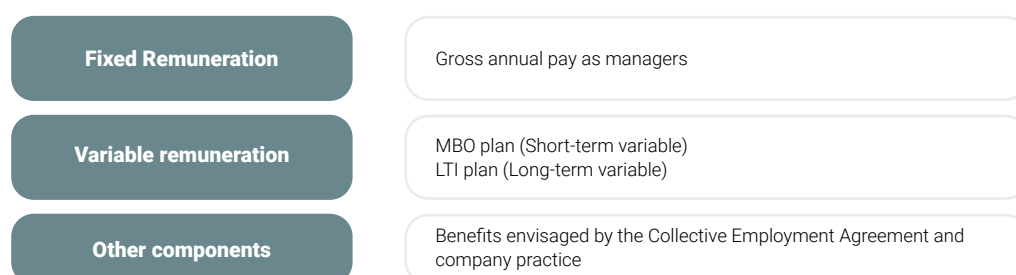 Fixed Remuneration
Gross annual pay as managers
Variable remuneration
MBO plan (Short-term variable)
LTI plan (Long-term variable)
Other components
Benefits envisaged by the Collective Employment Agreement and
company practice